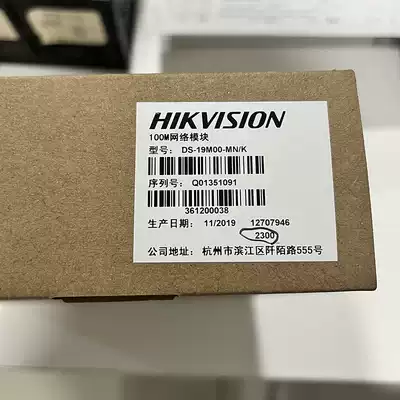 HIKVISION
100M网络模块
型号: DS-19M00-MN/K
序列号: Q01351091
361200038
生产日期: 11/2019 12707946
2300
公司地址: 杭州市滨江区阡陌路555号